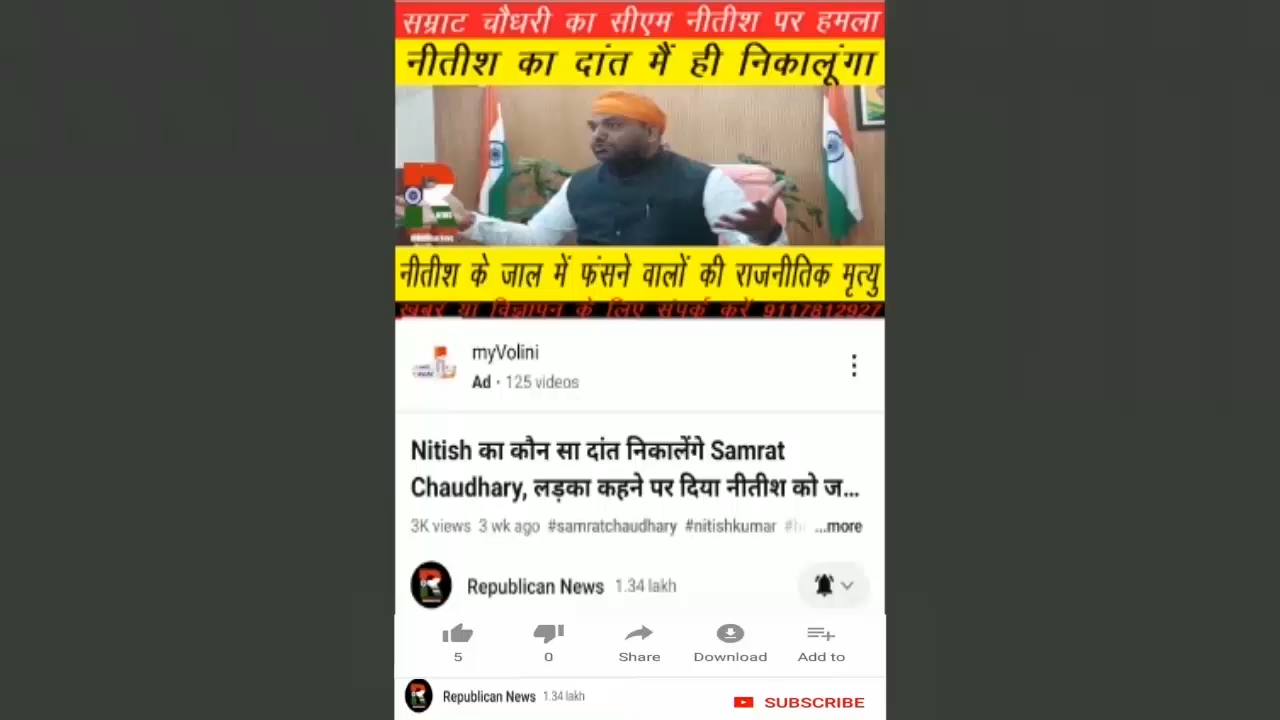 सम्राट चौधरी का सीएम नीतीश पर हमला
नीतीश का दांत मैं ही निकालूंगा
R
NEWS
नीतीश के जाल में फंसने वालों की राजनीतिक मृत्यु
खबर या विज्ञापन के लिए संपर्क करें 9117812927
myVolini
Ad · 125 videos
Nitish का कौन सा दांत निकालेंगे Samrat
Chaudhary, लड़का कहने पर दिया नीतीश को ज...
3K views 3 wk ago #samratchaudhary #nitishkumar ...more
Republican News 1.34 lakh
5 0 Share Download Add to
Republican News 1.34 lakh
SUBSCRIBE